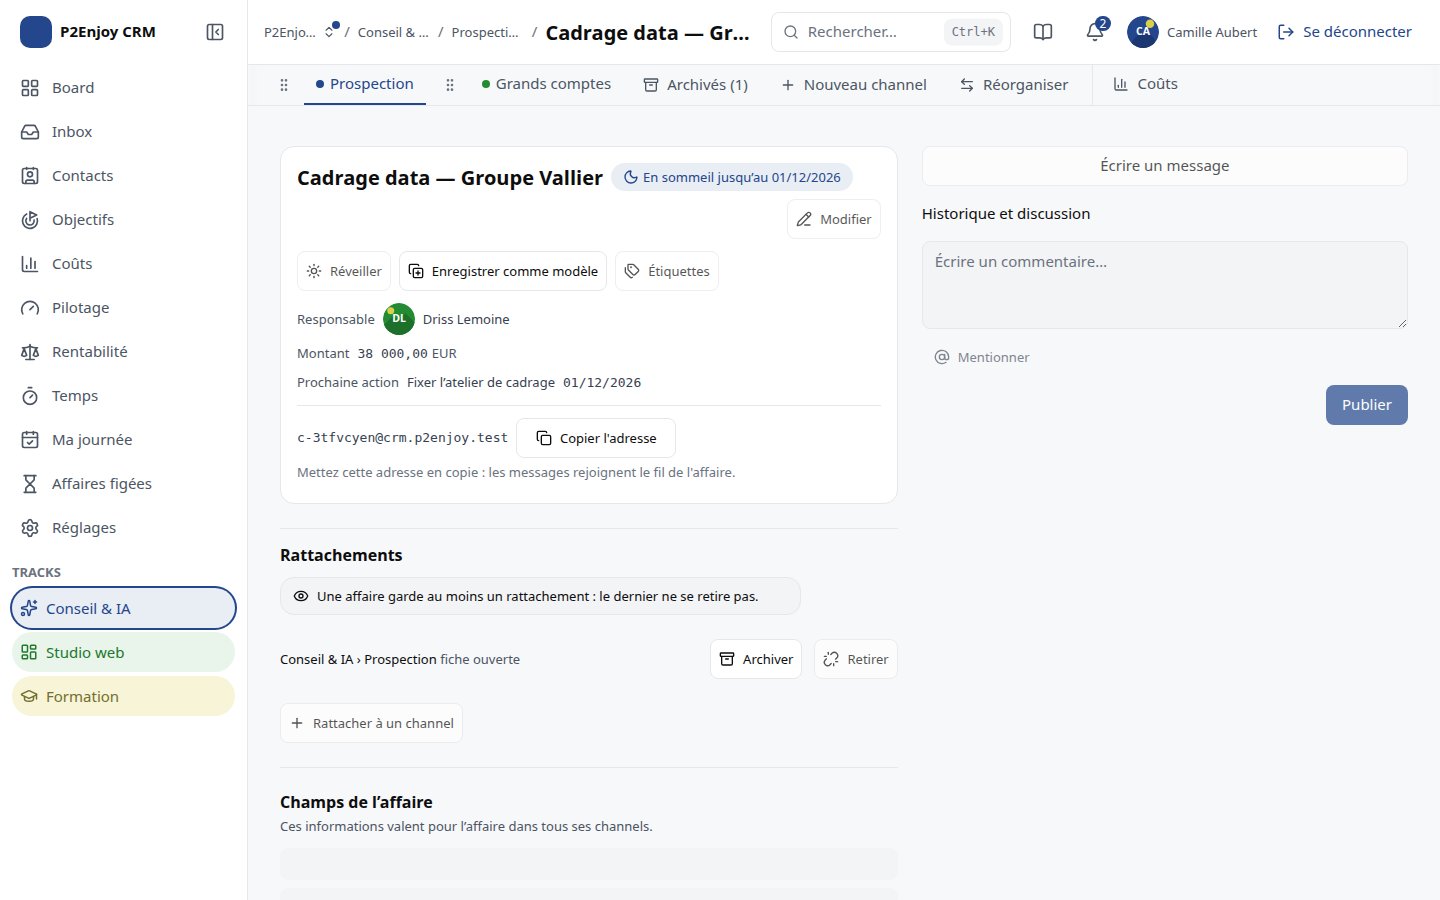 P2Enjoy CRM
Board
Inbox
Contacts
Objectifs
Coûts
Pilotage
Rentabilité
Temps
Ma journée
Affaires figées
Réglages
TRACKS
Conseil & IA
Studio web
Formation
P2Enjo... / Conseil & ... / Prospecti... / Cadrage data — Gr...
Rechercher... Ctrl+K
2
CA Camille Aubert
Se déconnecter
Prospection
Grands comptes
Archivés (1)
Nouveau channel
Réorganiser
Coûts
Cadrage data — Groupe Vallier
En sommeil jusqu’au 01/12/2026
Modifier
Réveiller
Enregistrer comme modèle
Étiquettes
Responsable DL Driss Lemoine
Montant 38 000,00 EUR
Prochaine action Fixer l’atelier de cadrage 01/12/2026
c-3tfvcyen@crm.p2enjoy.test
Copier l'adresse
Mettez cette adresse en copie : les messages rejoignent le fil de l'affaire.
Rattachements
Une affaire garde au moins un rattachement : le dernier ne se retire pas.
Conseil & IA › Prospection fiche ouverte
Archiver
Retirer
Rattacher à un channel
Champs de l’affaire
Ces informations valent pour l’affaire dans tous ses channels.
Écrire un message
Historique et discussion
Écrire un commentaire...
Mentionner
Publier